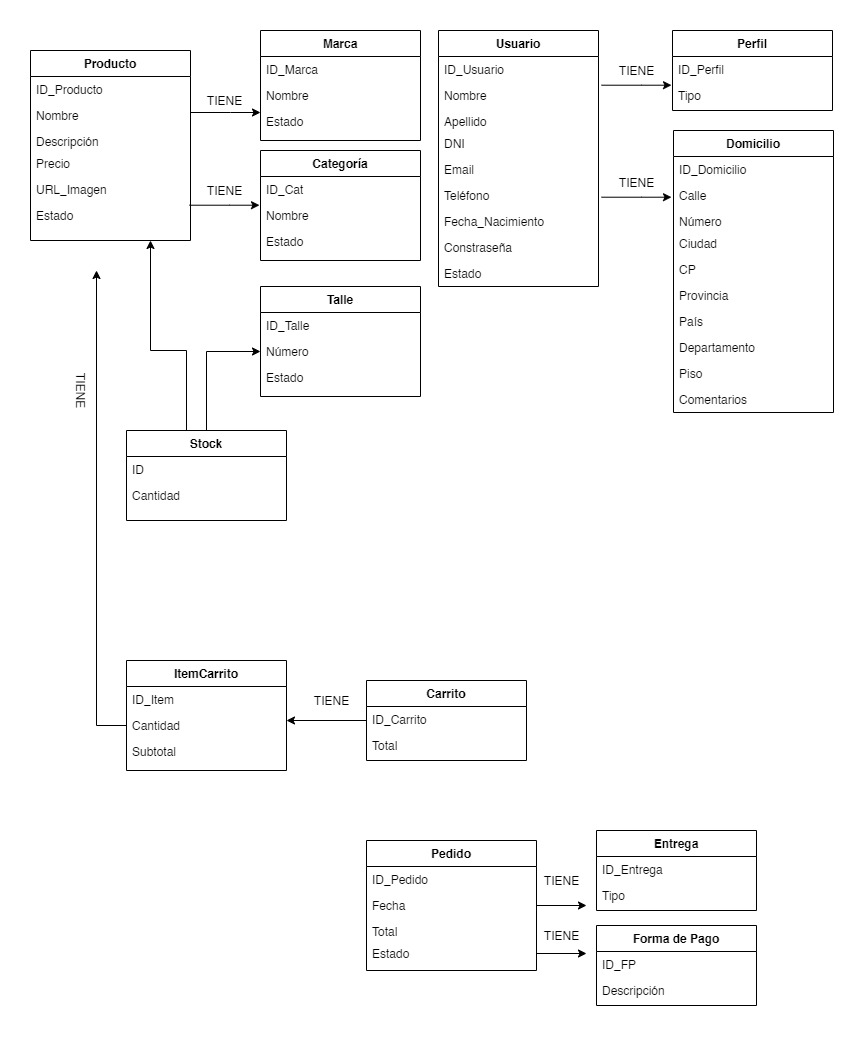 Producto
ID_Producto
Nombre
Descripción
Precio
URL_Imagen
Estado
TIENE
TIENE
Marca
ID_Marca
Nombre
Estado
Categoría
ID_Cat
Nombre
Estado
Talle
ID_Talle
Número
Estado
Usuario
ID_Usuario
Nombre
Apellido
DNI
Email
Teléfono
Fecha_Nacimiento
Constraseña
Estado
TIENE
TIENE
Perfil
ID_Perfil
Tipo
Domicilio
ID_Domicilio
Calle
Número
Ciudad
CP
Provincia
País
Departamento
Piso
Comentarios
TIENE
Stock
ID
Cantidad
ItemCarrito
ID_Item
Cantidad
Subtotal
TIENE
Carrito
ID_Carrito
Total
Pedido
ID_Pedido
Fecha
Total
Estado
TIENE
TIENE
Entrega
ID_Entrega
Tipo
Forma de Pago
ID_FP
Descripción